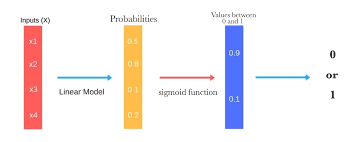 Inputs (X)
x1
x2
x3
x4
Linear Model
Probabilities
0.5
0.8
0 1
0.2
sigmoid function
Values between
0 and 1
0.9
0.1
0
or
1